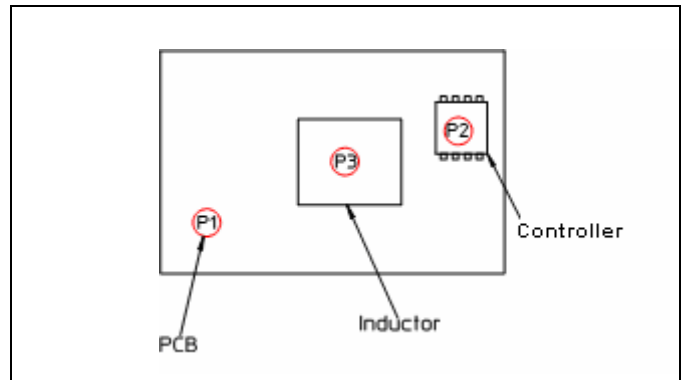 P2
P3
P1
Controller
Inductor
PCB